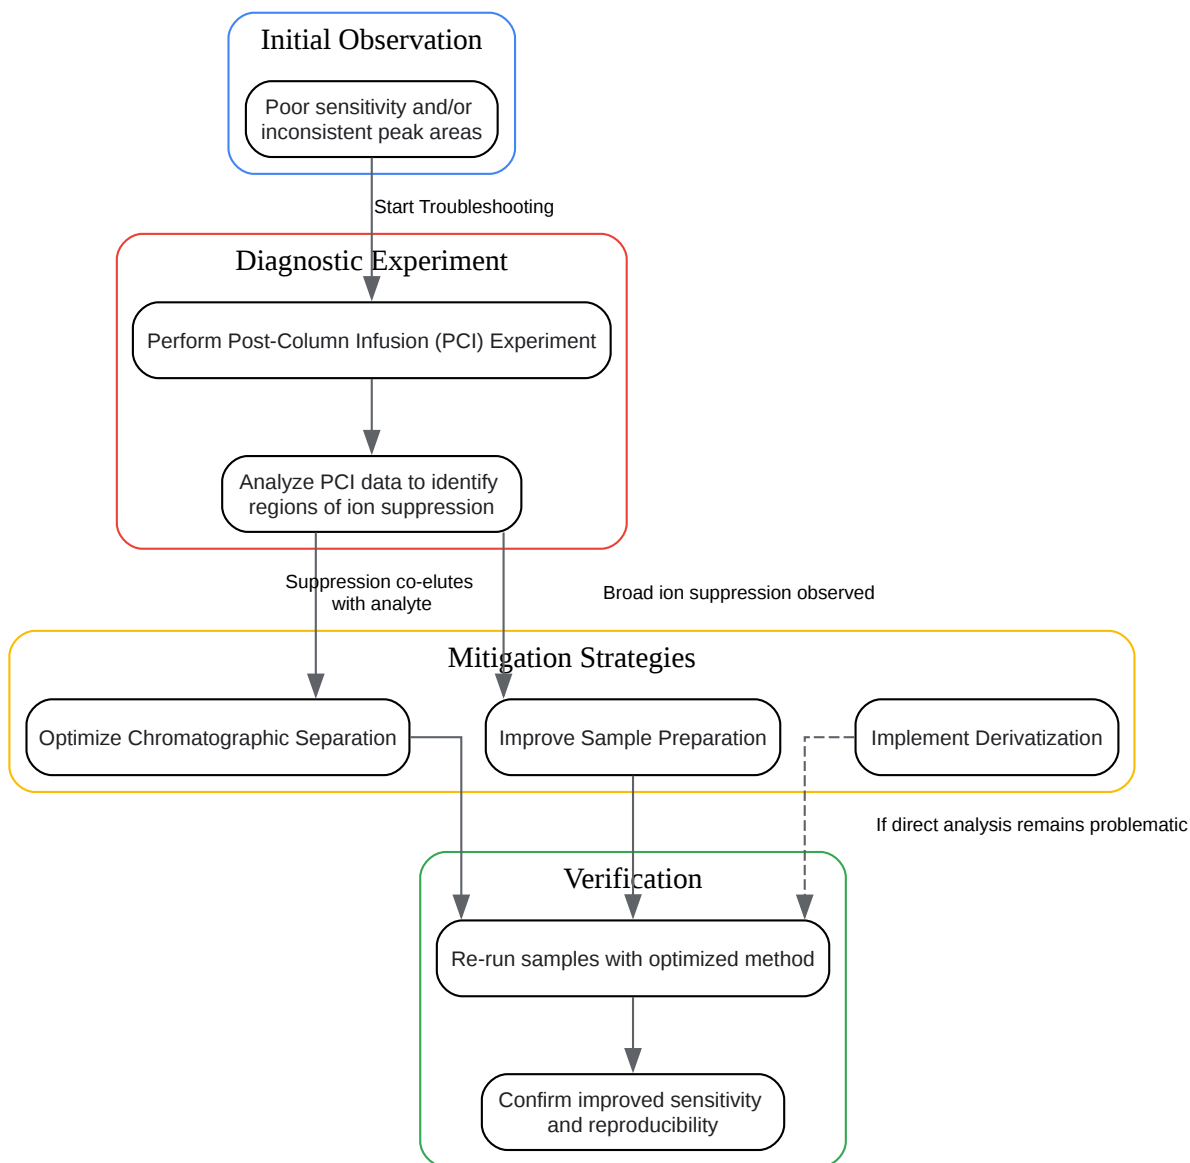 Initial Observation
Poor sensitivity and/or
inconsistent peak areas
Start Troubleshooting
Diagnostic Experiment
Perform Post-Column Infusion (PCI) Experiment
Analyze PCI data to identify
regions of ion suppression
Suppression co-elutes
with analyte
Broad ion suppression observed
Mitigation Strategies
Optimize Chromatographic Separation
Improve Sample Preparation
Implement Derivatization
If direct analysis remains problematic
Verification
Re-run samples with optimized method
Confirm improved sensitivity
and reproducibility